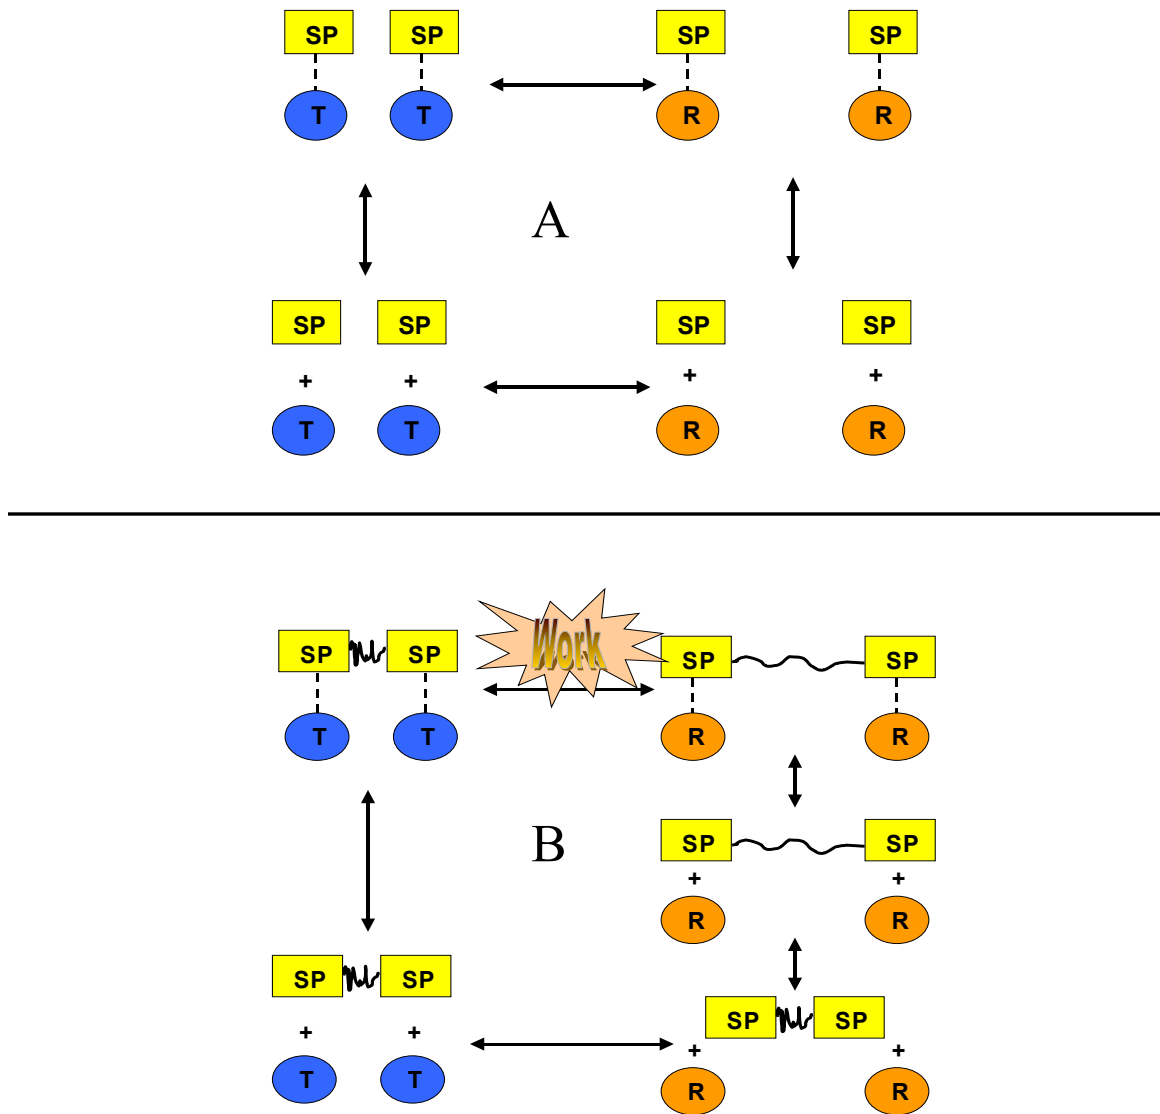 SP SP SP SP
T T R R
A
SP SP SP SP
+ + + +
T T R R
Work
SP SP SP SP
T T R R
B
SP SP
+ +
R R
SP SP SP SP
+ + + +
T T R R